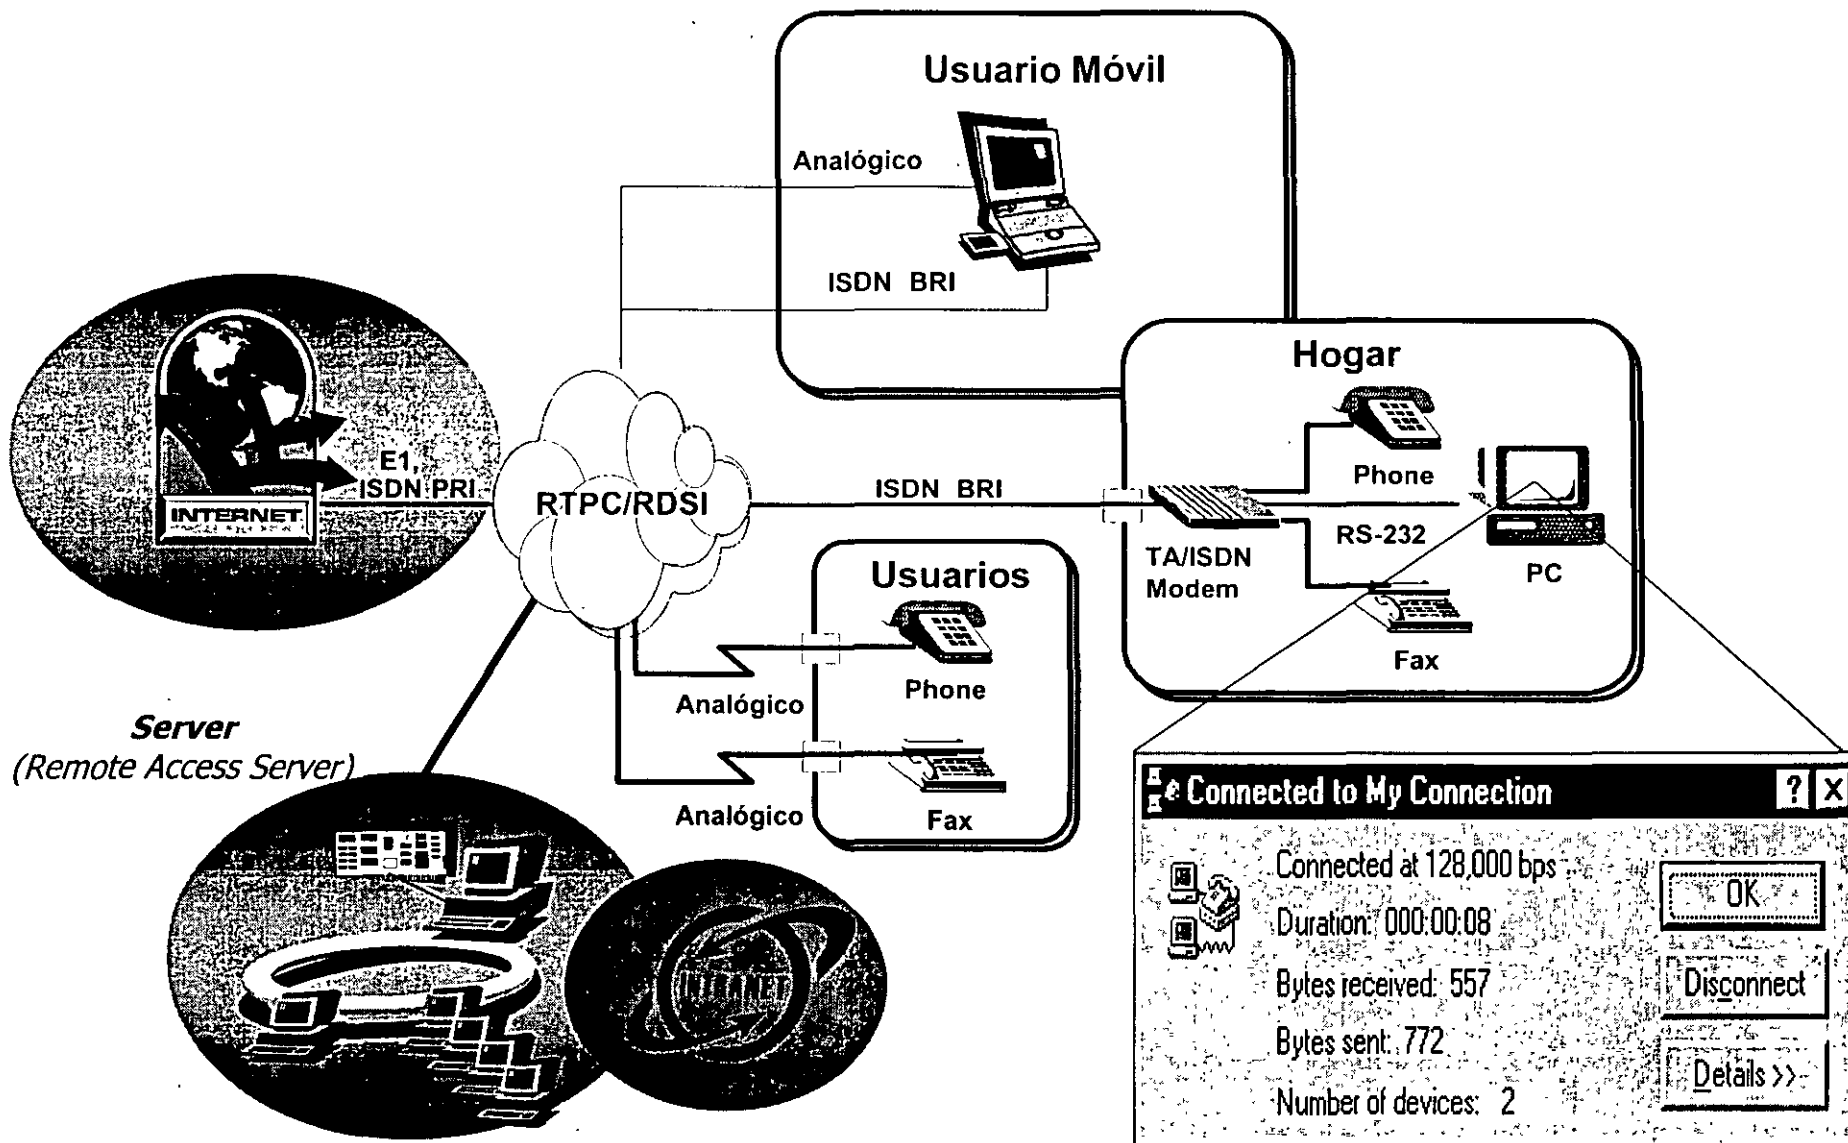 Usuario Móvil
Analógico
ISDN BRI
Hogar
Phone
RS-232
TA/ISDN
Modem
PC
Fax
E1,
ISDN PRI
INTERNET
RTPC/RDSI
ISDN BRI
Usuarios
Phone
Analógico
Fax
Analógico
Server
(Remote Access Server)
INTRANET
Connected to My Connection
? X
Connected at 128,000 bps
OK
Duration: 000:00:08
Bytes received: 557
Disconnect
Bytes sent: 772
Details >>
Number of devices: 2